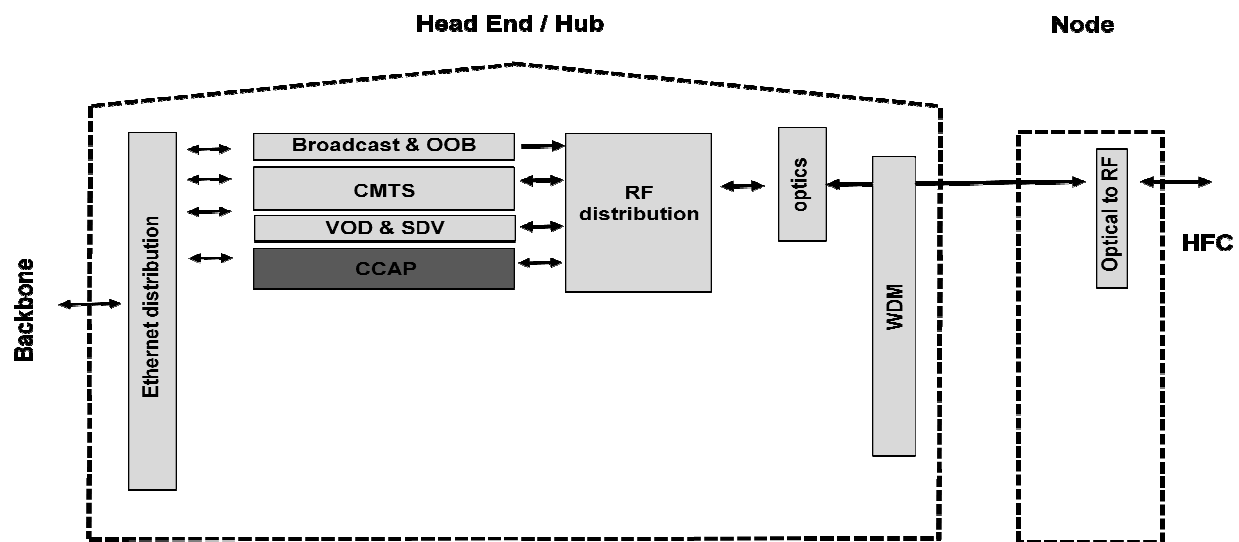 Head End / Hub
Node
Backbone
Ethernet distribution
Broadcast & OOB
CMTS
VOD & SDV
CCAP
RF
distribution
optics
WDM
Optical to RF
HFC